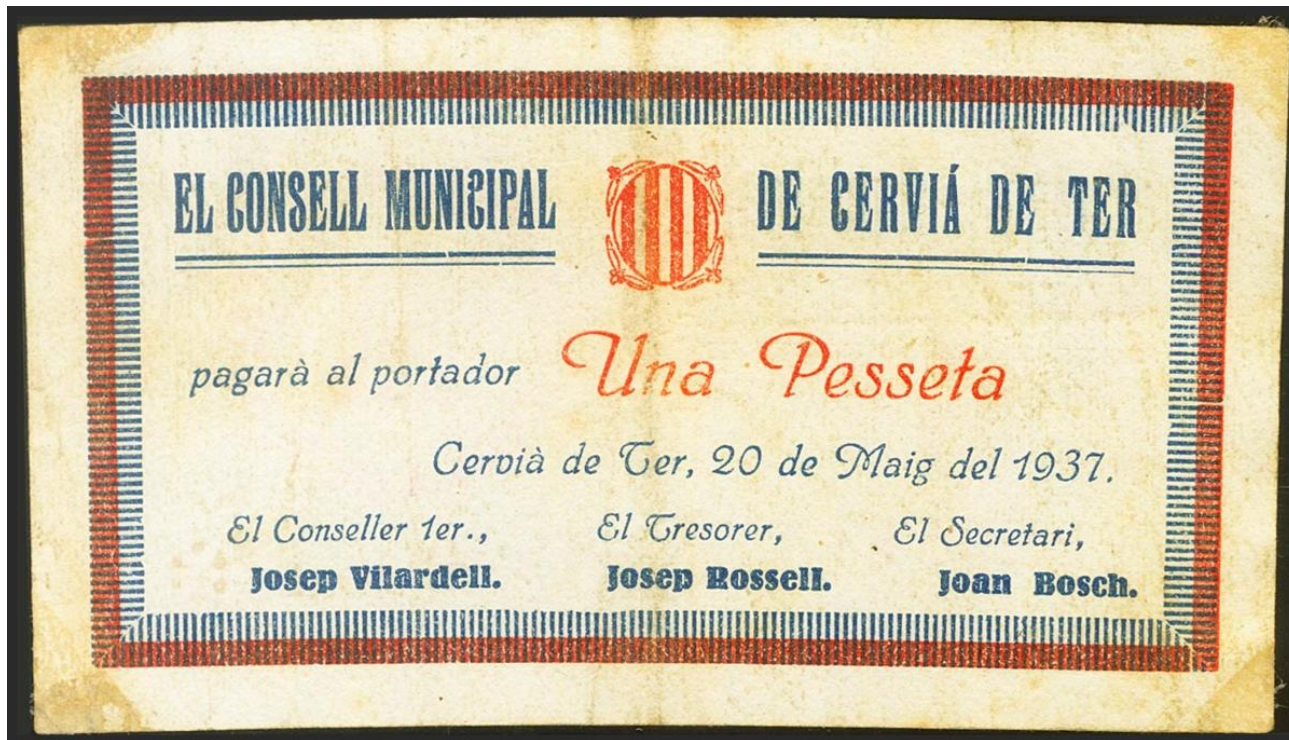 EL CONSELL MUNICIPAL DE CERVIÁ DE TER
pagarà al portador Una Pesseta
Cervià de Ter, 20 de Maig del 1937.
El Conseller 1er., El Tresorer, El Secretari,
Josep Vilardell. Josep Rossell. Joan Bosch.